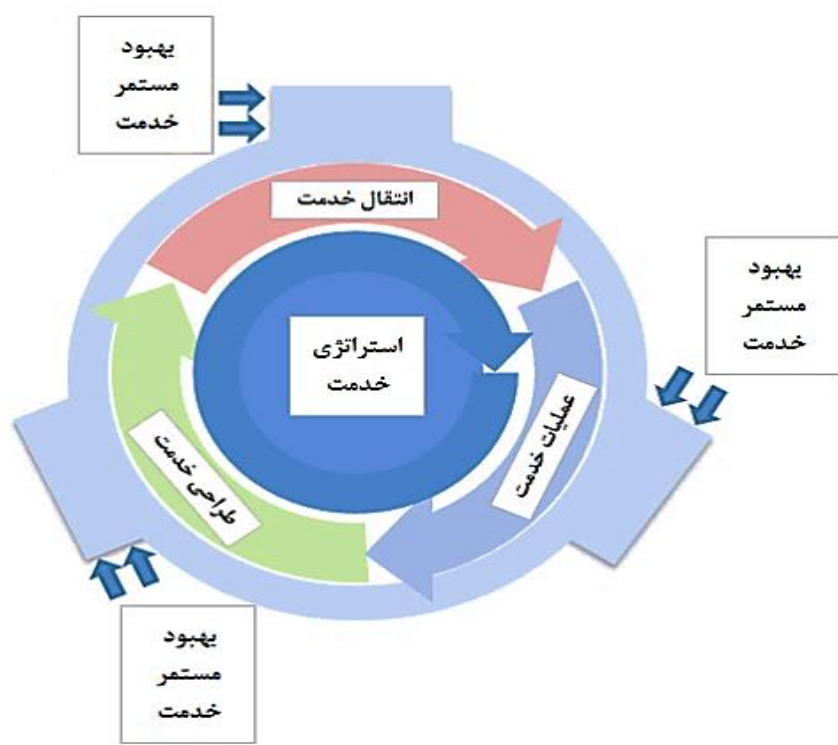 بهبود
مستمر
خدمت
انتقال خدمت
بهبود
مستمر
خدمت
استراتژی
خدمت
عملیات خدمت
طراحی خدمت
بهبود
مستمر
خدمت